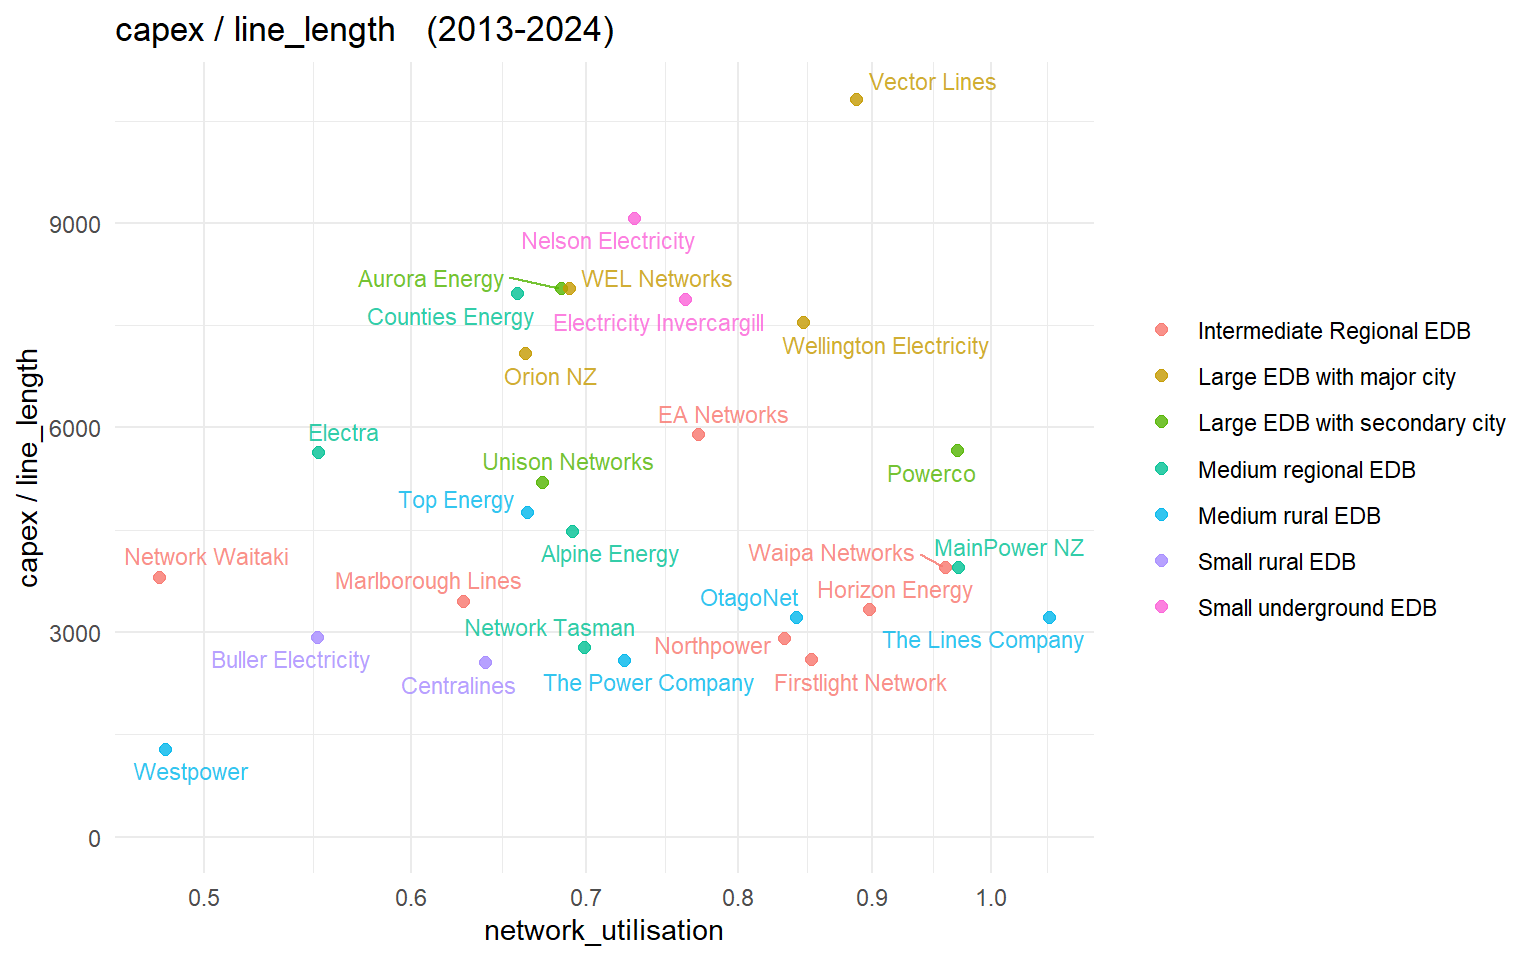 capex / line_length (2013-2024)
capex / line_length
9000
6000
3000
0
Vector Lines
Nelson Electricity
Aurora Energy
WEL Networks
Counties Energy
Electricity Invercargill
Wellington Electricity
Orion NZ
EA Networks
Electra
Unison Networks
Powerco
Top Energy
Alpine Energy
Waipa Networks
MainPower NZ
Network Waitaki
Marlborough Lines
Horizon Energy
OtagoNet
Network Tasman
Northpower
The Lines Company
Buller Electricity
Centralines
The Power Company
Firstlight Network
Westpower
0.5
0.6
0.7
0.8
0.9
1.0
network_utilisation
Intermediate Regional EDB
Large EDB with major city
Large EDB with secondary city
Medium regional EDB
Medium rural EDB
Small rural EDB
Small underground EDB